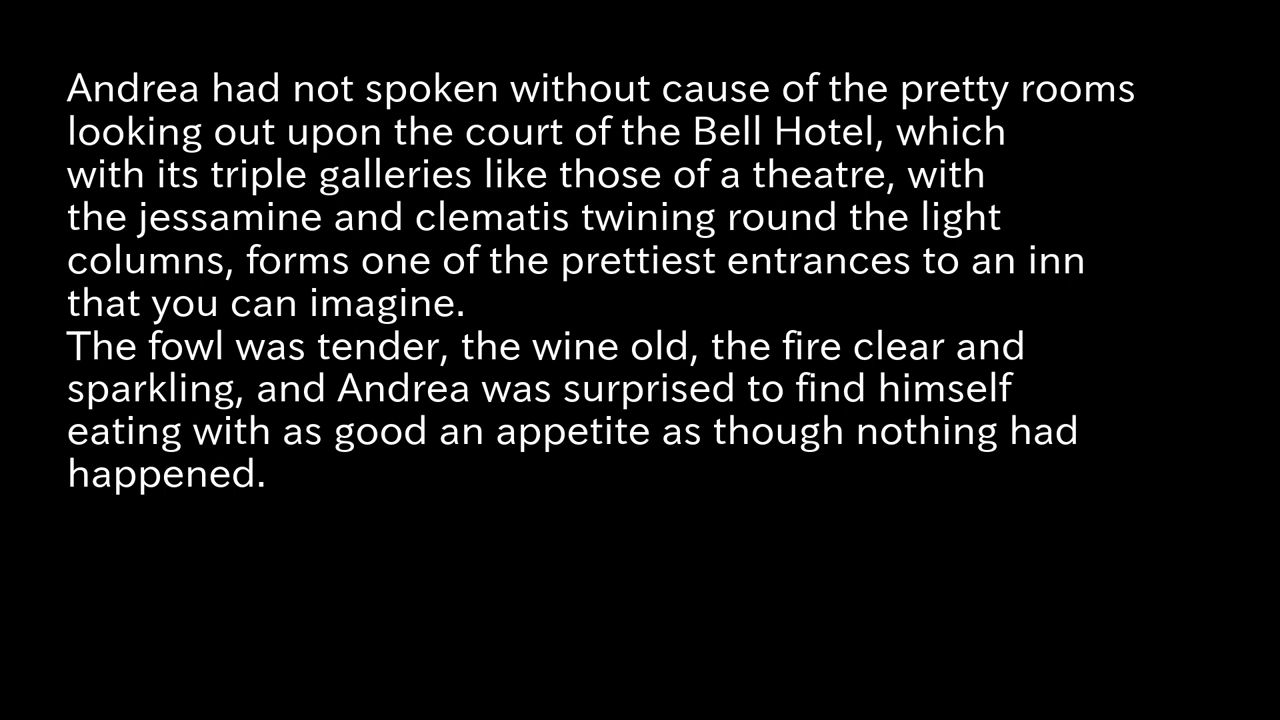 Andrea had not spoken without cause of the pretty rooms
looking out upon the court of the Bell Hotel, which
with its triple galleries like those of a theatre, with
the jessamine and clematis twining round the light
columns, forms one of the prettiest entrances to an inn
that you can imagine.
The fowl was tender, the wine old, the fire clear and
sparkling, and Andrea was surprised to find himself
eating with as good an appetite as though nothing had
happened.